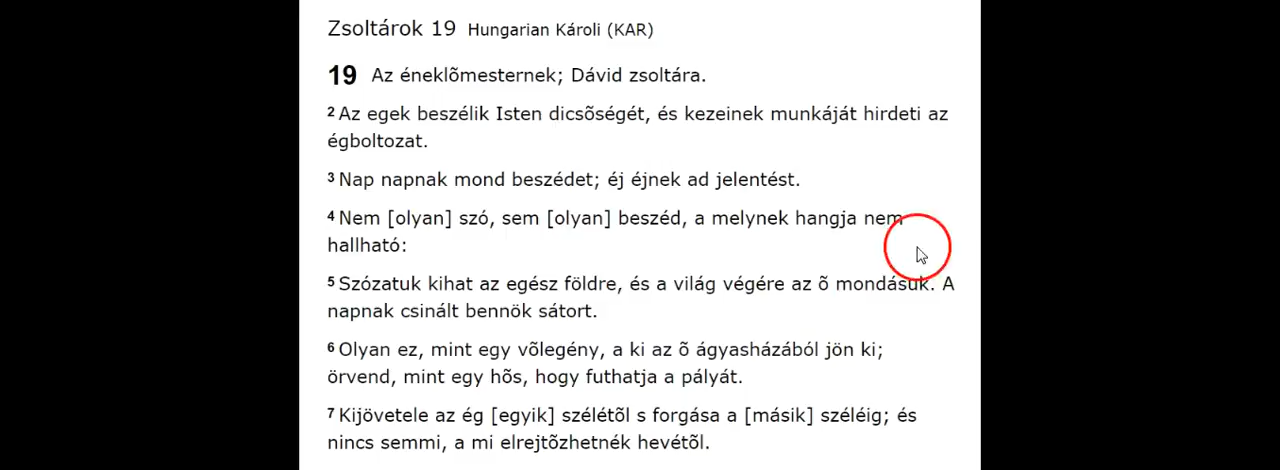 Zsoltárok 19 Hungarian Károli (KAR)
19 Az éneklõmesternek; Dávid zsoltára.
2 Az egek beszélik Isten dicsõségét, és kezeinek munkáját hirdeti az
égboltozat.
3 Nap napnak mond beszédet; éj éjnek ad jelentést.
4 Nem [olyan] szó, sem [olyan] beszéd, a melynek hangja nem
hallható:
5 Szózatuk kihat az egész földre, és a világ végére az õ mondásuk. A
napnak csinált bennök sátort.
6 Olyan ez, mint egy võlegény, a ki az õ ágyasházából jön ki;
örvend, mint egy hõs, hogy futhatja a pályát.
7 Kijövetele az ég [egyik] szélétõl s forgása a [másik] széléig; és
nincs semmi, a mi elrejtõzhetnék hevétõl.